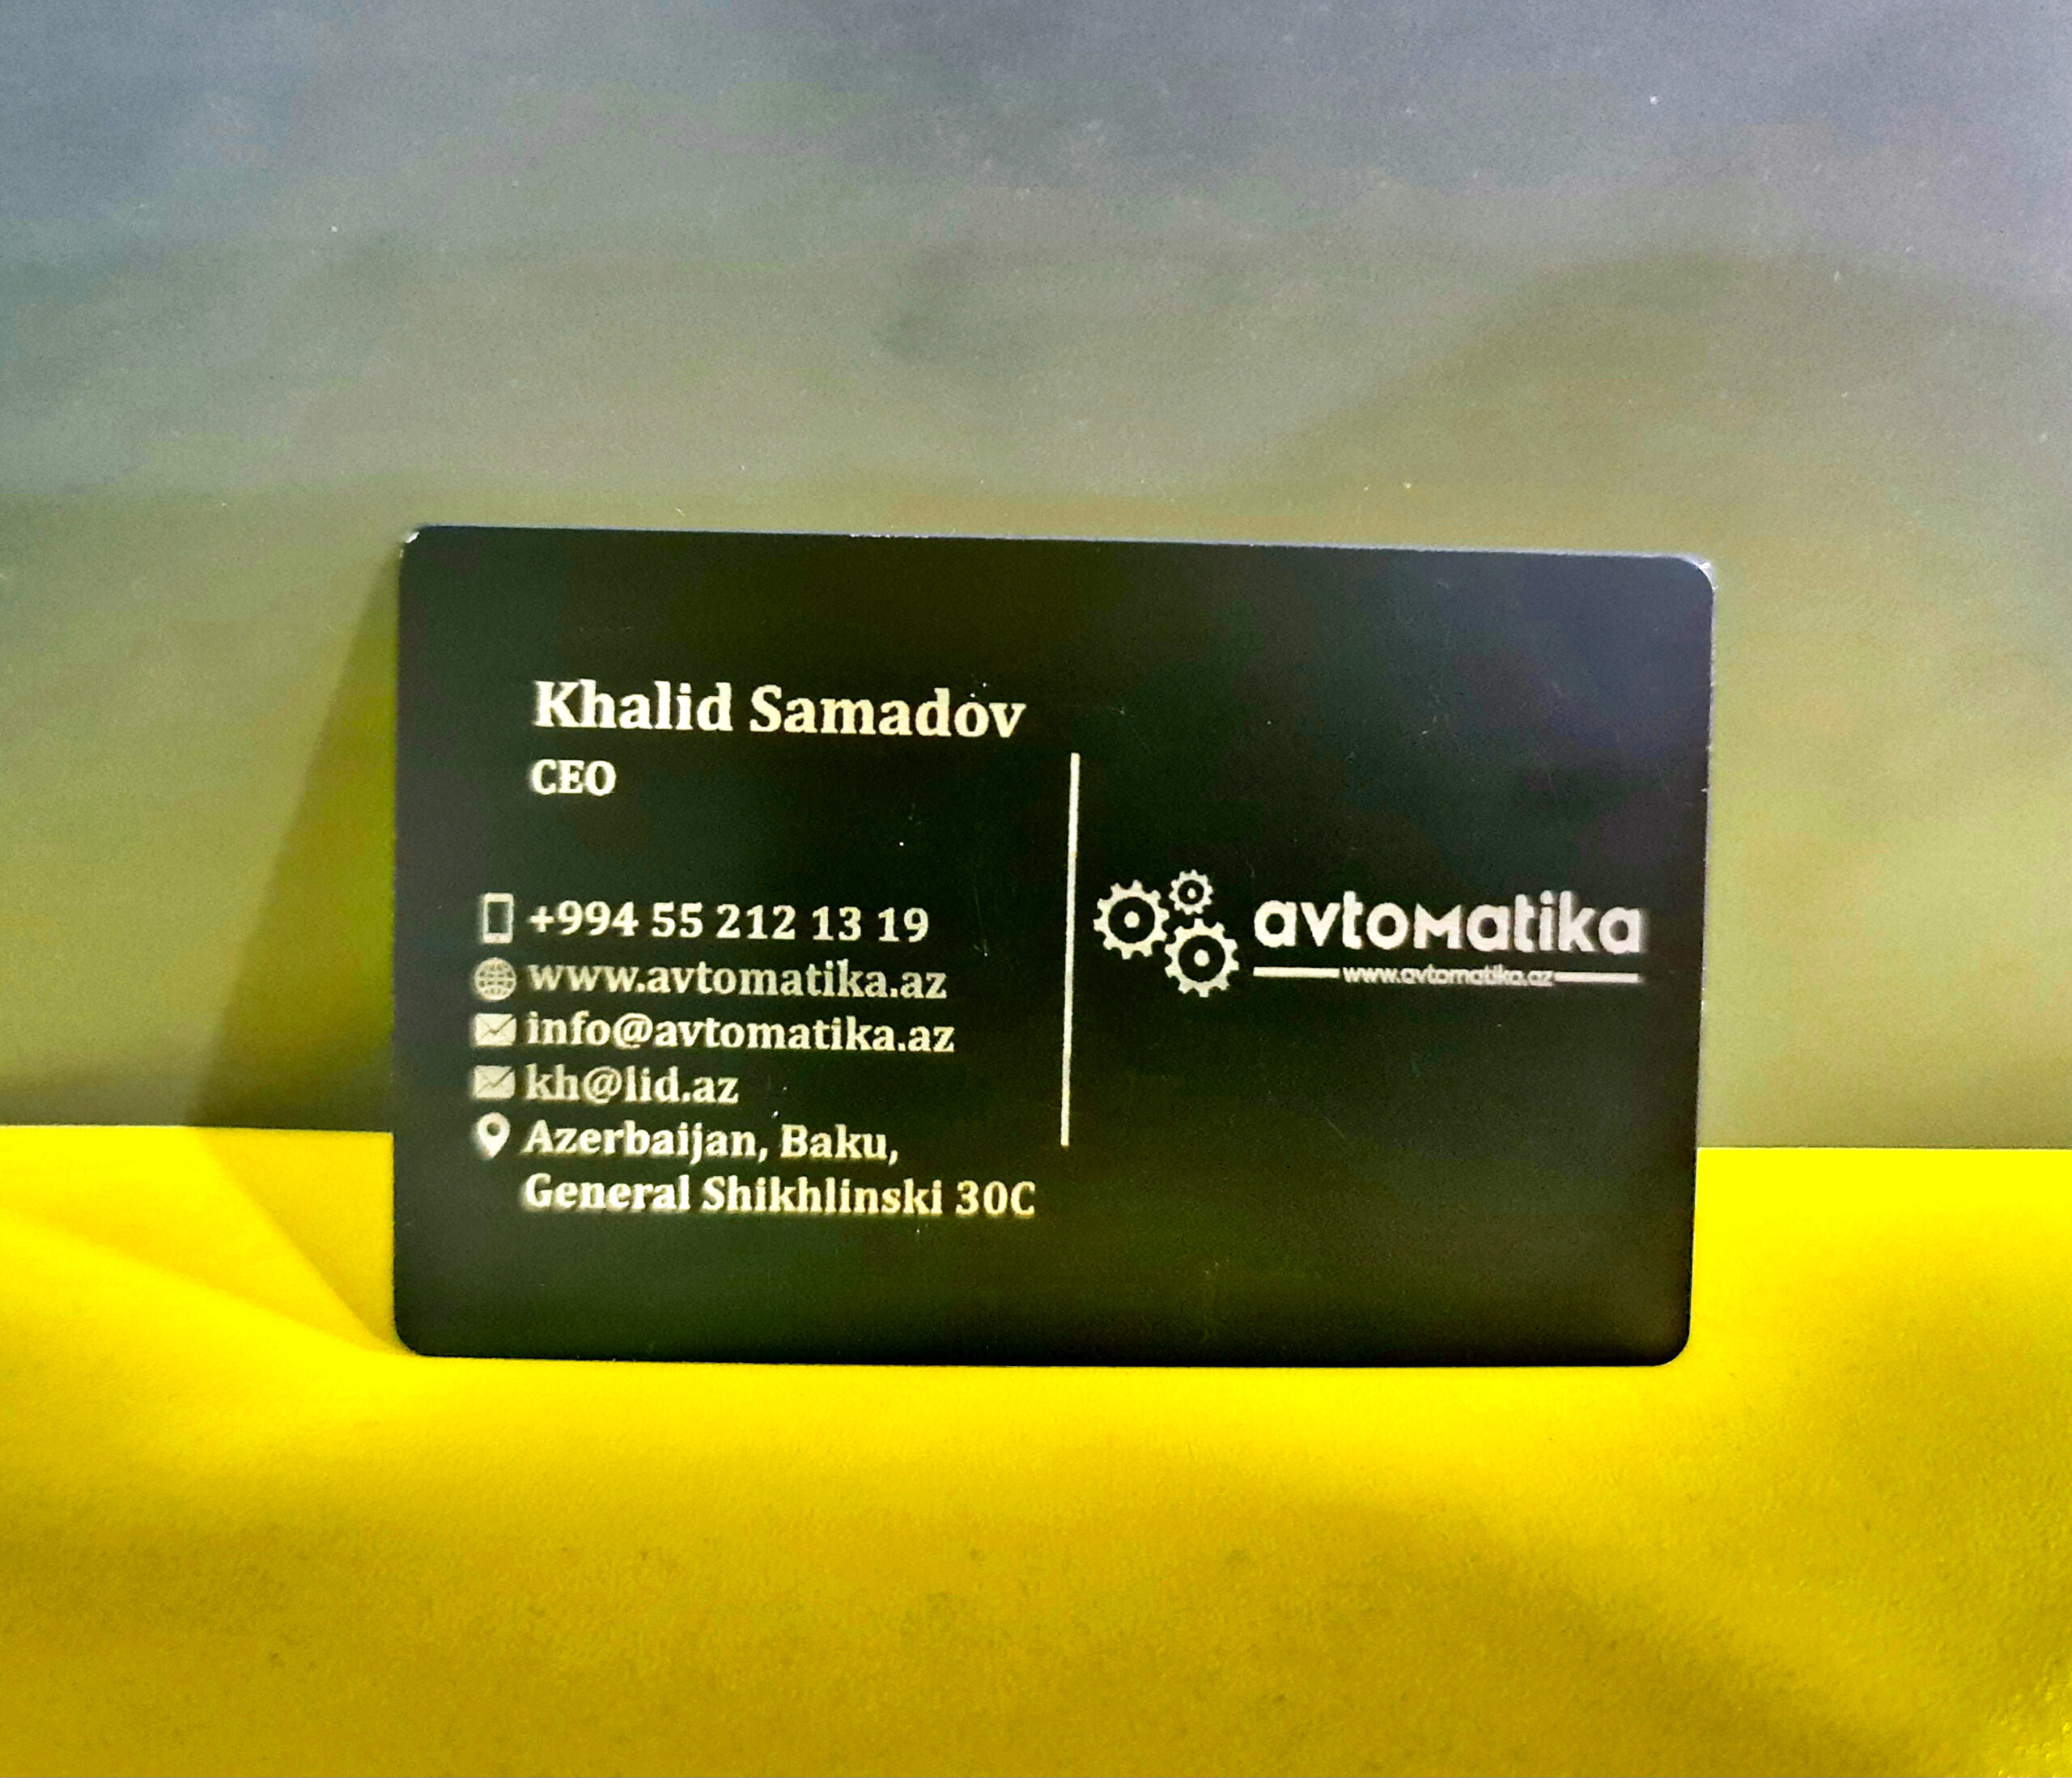 Khalid Samadov
CEO
+994 55 212 13 19
www.avtomatika.az
info@avtomatika.az
kh@lid.az
Azerbaijan, Baku,
General Shikhlinski 30C
avtomatika
www.avtomatika.az